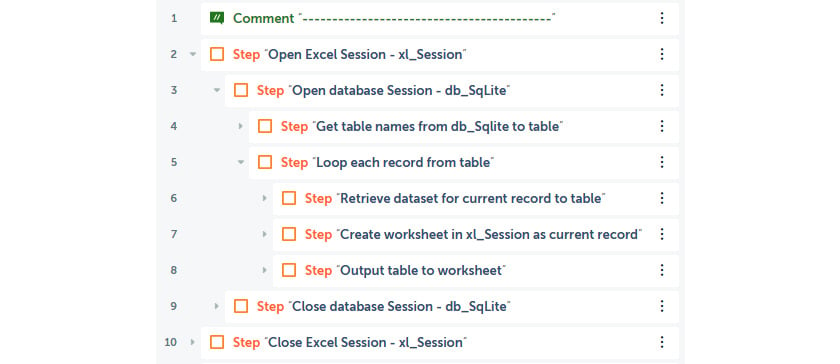 1 Comment "-----------------------------------------"
2 Step "Open Excel Session - xl_Session"
3 Step "Open database Session - db_SqLite"
4 Step "Get table names from db_Sqlite to table"
5 Step "Loop each record from table"
6 Step "Retrieve dataset for current record to table"
7 Step "Create worksheet in xl_Session as current record"
8 Step "Output table to worksheet"
9 Step "Close database Session - db_SqLite"
10 Step "Close Excel Session - xl_Session"